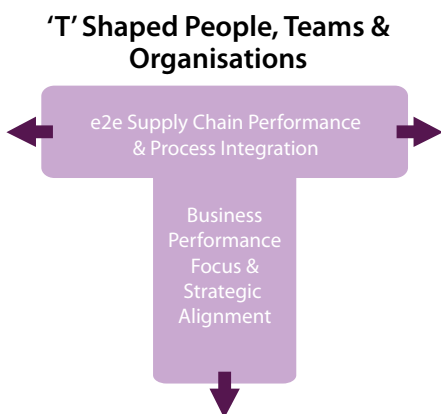 ‘T’ Shaped People, Teams &
Organisations
e2e Supply Chain Performance
& Process Integration
Business
Performance
Focus &
Strategic
Alignment